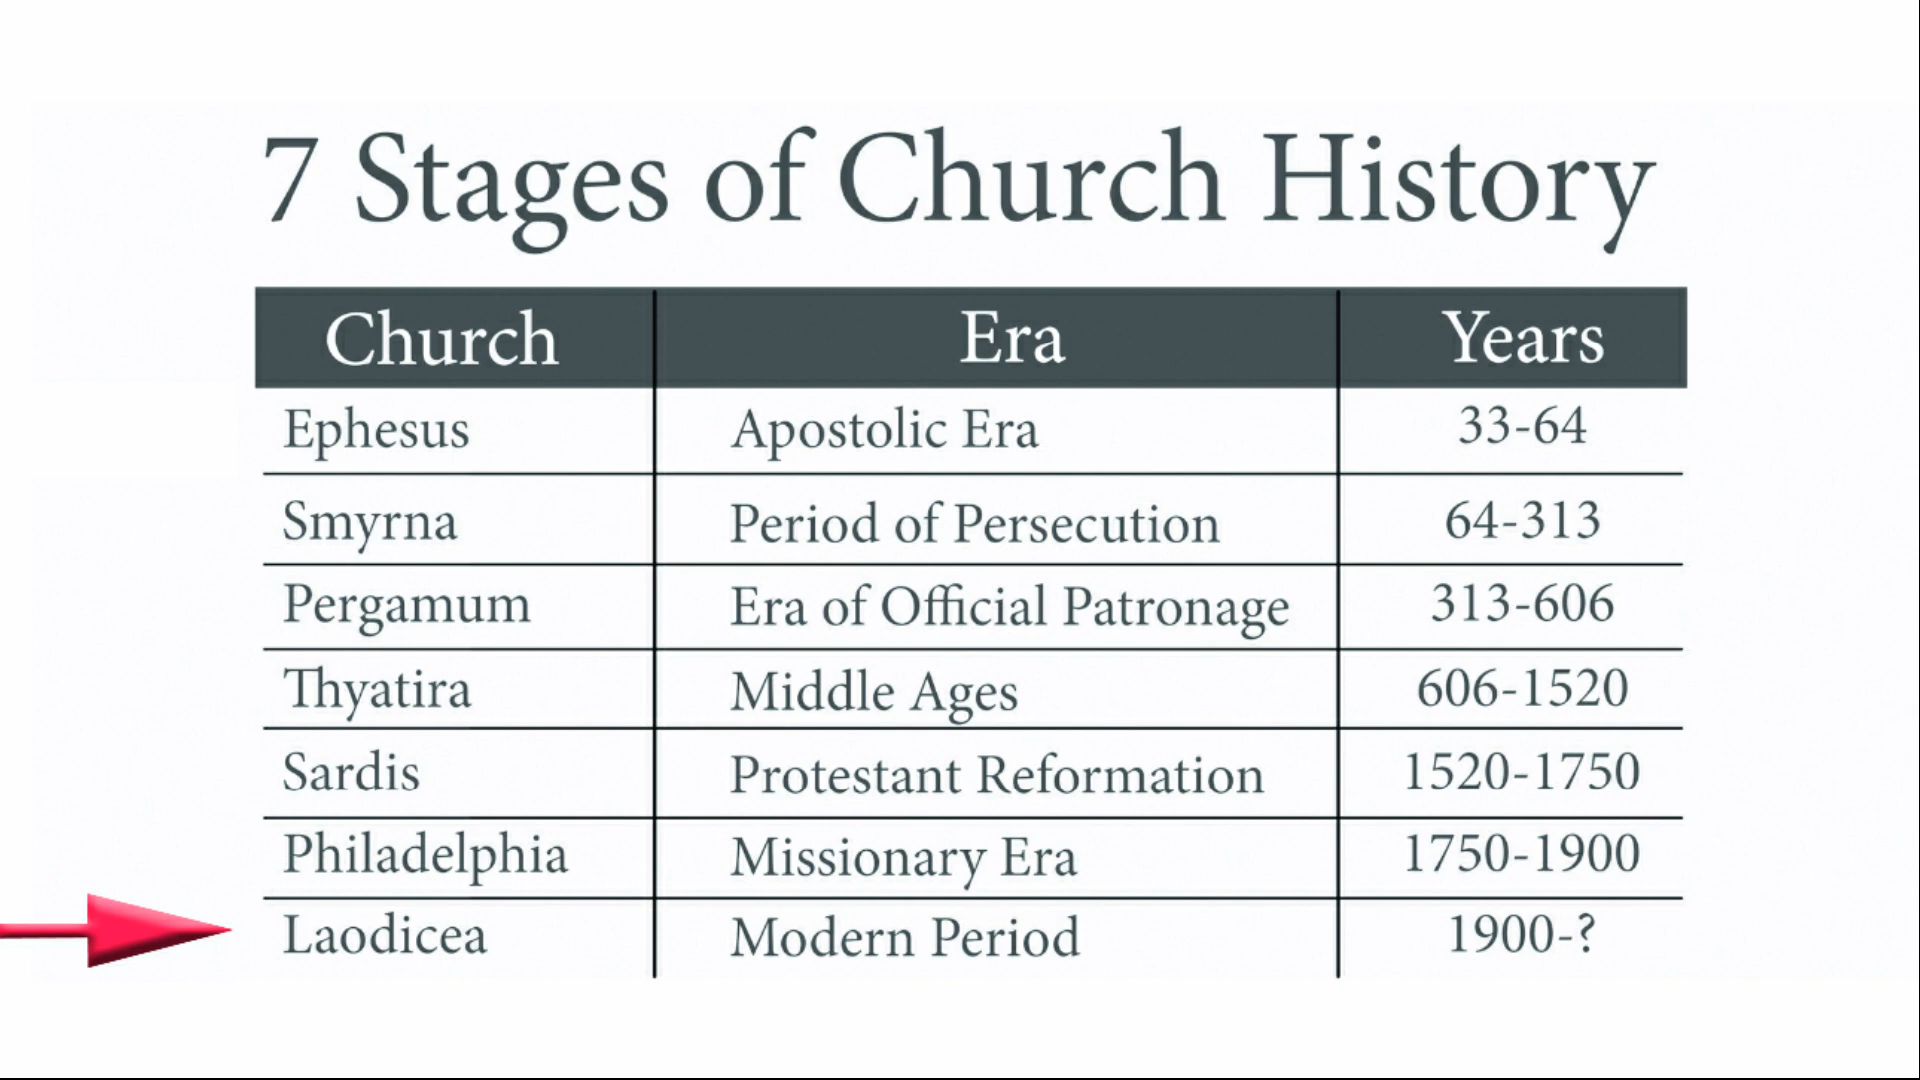 7 Stages of Church History
Church Era Years
Ephesus Apostolic Era 33-64
Smyrna Period of Persecution 64-313
Pergamum Era of Official Patronage 313-606
Thyatira Middle Ages 606-1520
Sardis Protestant Reformation 1520-1750
Philadelphia Missionary Era 1750-1900
Laodicea Modern Period 1900-?